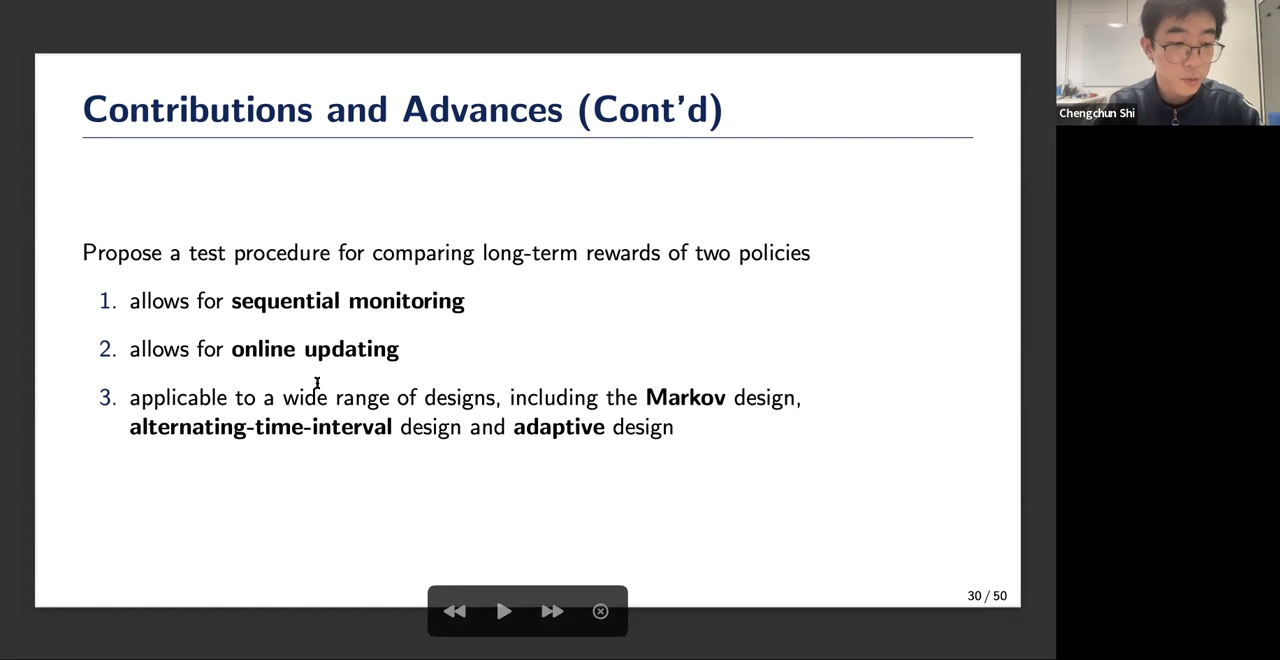 Contributions and Advances (Cont'd)
Propose a test procedure for comparing long-term rewards of two policies
1. allows for sequential monitoring
2. allows for online updating
3. applicable to a wide range of designs, including the Markov design,
alternating-time-interval design and adaptive design
30 / 50
Chengchun Shi